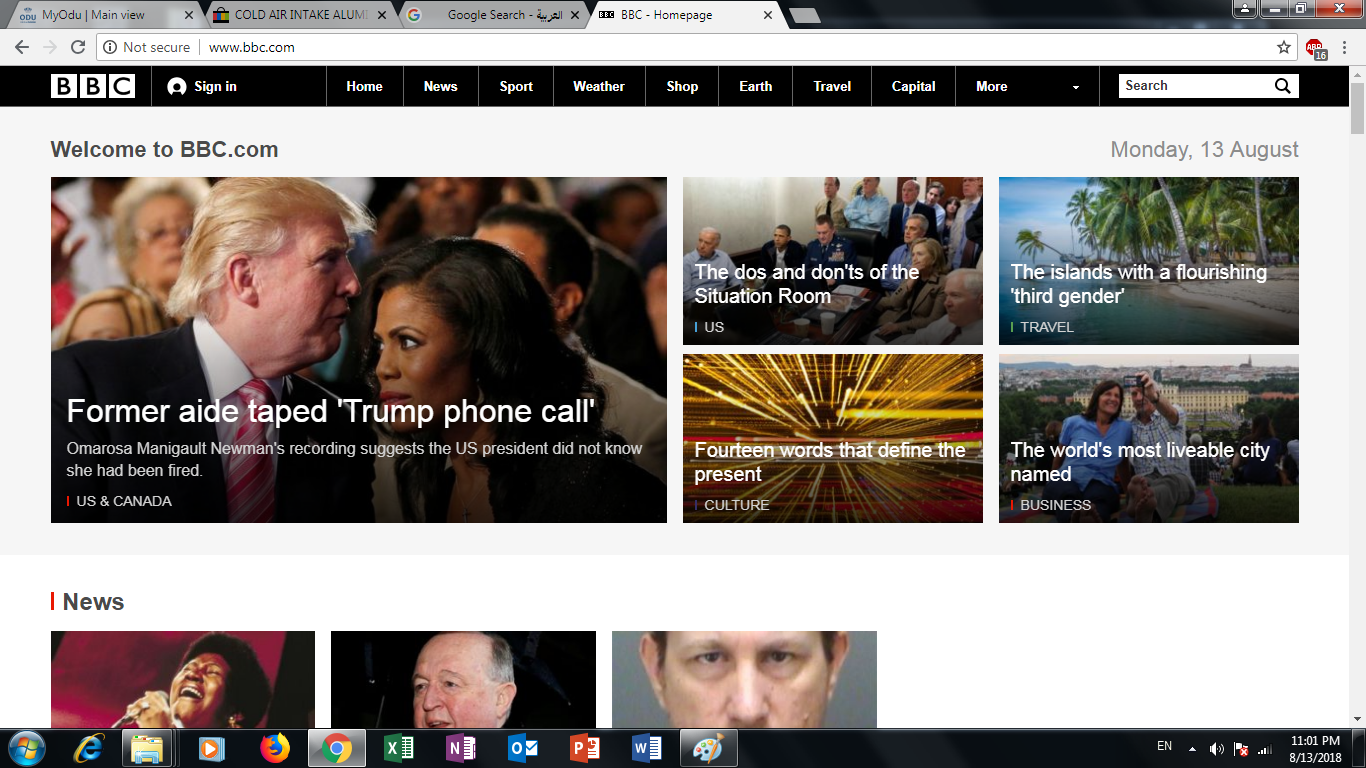 MyOdu | Main view
COLD AIR INTAKE ALUMI
Google Search - العربية
BBC - Homepage
Not secure
www.bbc.com
16
BBC
Sign in
Home
News
Sport
Weather
Shop
Earth
Travel
Capital
More
Search
Welcome to BBC.com
Monday, 13 August
Former aide taped 'Trump phone call'
Omarosa Manigault Newman's recording suggests the US president did not know
she had been fired.
US & CANADA
The dos and don'ts of the
Situation Room
US
The islands with a flourishing
'third gender'
TRAVEL
Fourteen words that define the
present
CULTURE
The world's most liveable city
named
BUSINESS
News
EN
11:01 PM
8/13/2018